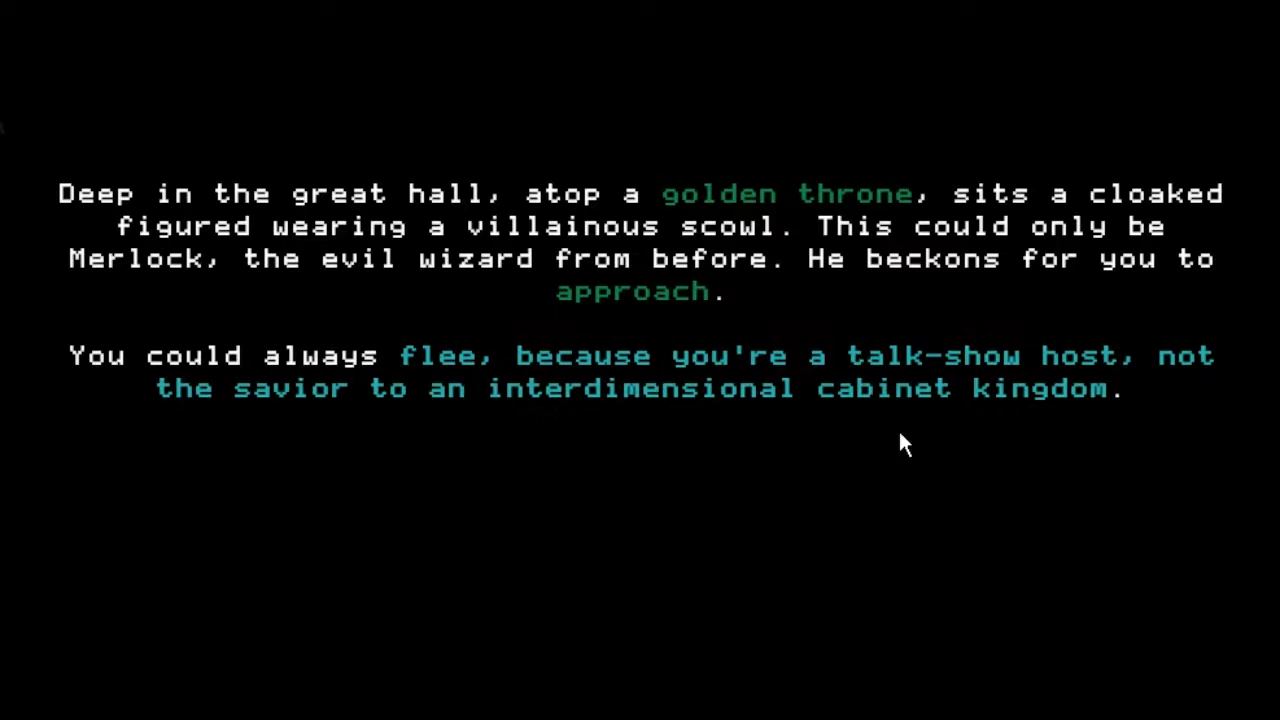 Deep in the great hall, atop a golden throne, sits a cloaked
figured wearing a villainous scowl. This could only be
Merlock, the evil wizard from before. He beckons for you to
approach.
You could always flee, because you're a talk-show host, not
the savior to an interdimensional cabinet kingdom.